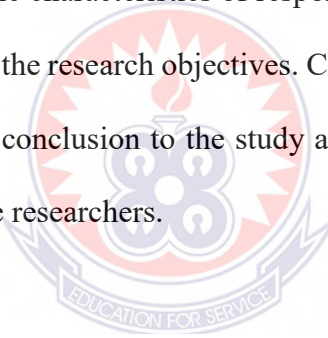 characteristics of respo
the research objectives. C
conclusion to the study a
researchers.
EDUCATION FOR SERVICE